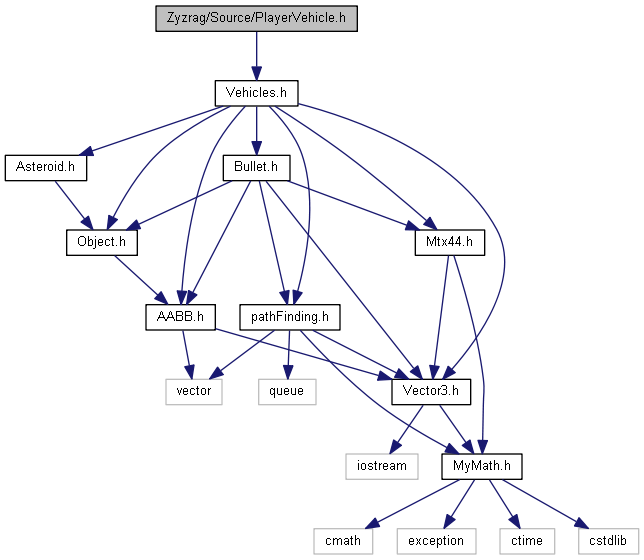 Zyzrag/Source/PlayerVehicle.h
Vehicles.h
Asteroid.h
Bullet.h
Object.h
Mtx44.h
AABB.h
pathFinding.h
vector
queue
Vector3.h
iostream
MyMath.h
cmath
exception
ctime
cstdlib